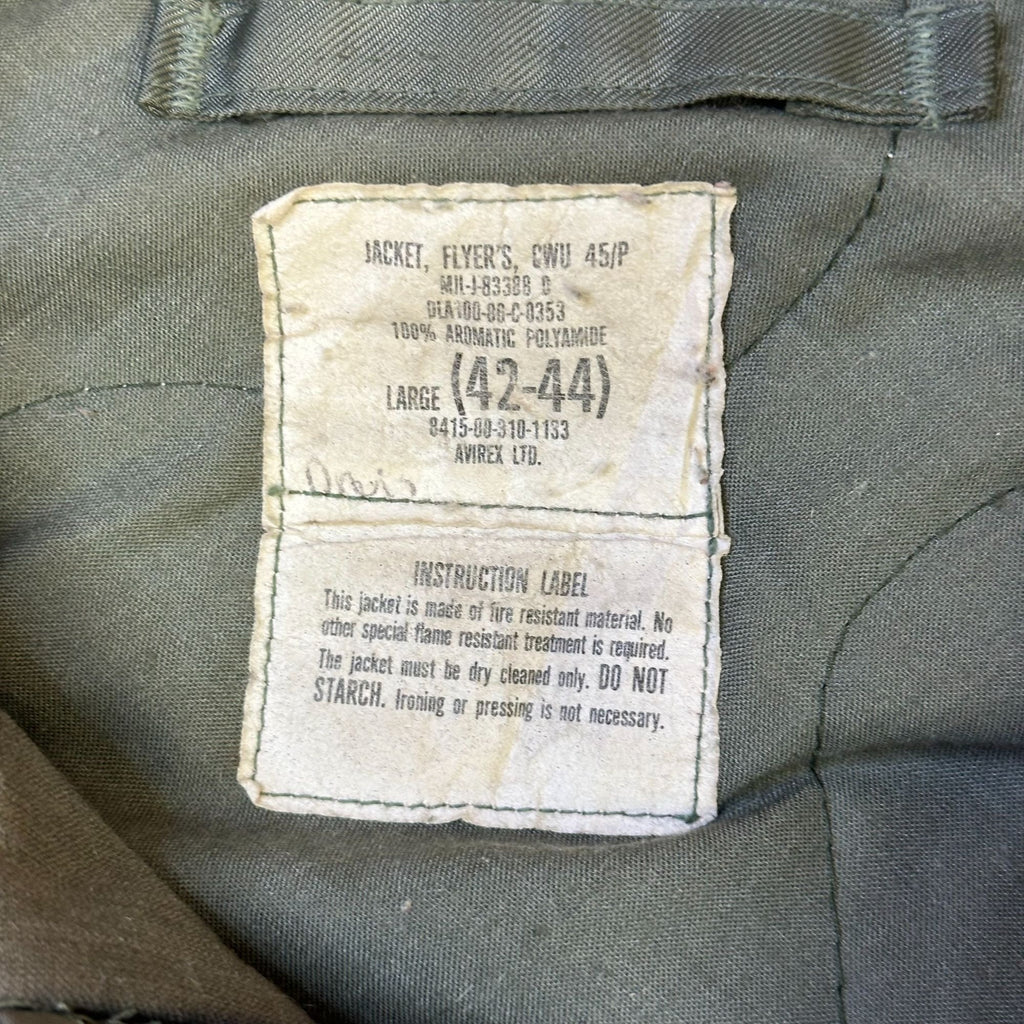 JACKET, FLYER'S, CWU 45/P
MIL-J-83388 D
DLA100-86-C-0353
100% AROMATIC POLYAMIDE
LARGE (42-44)
8415-00-310-1133
AVIREX LTD.
INSTRUCTION LABEL
This jacket is made of fire resistant material. No
other special flame resistant treatment is required.
The jacket must be dry cleaned only. DO NOT
STARCH. Ironing or pressing is not necessary.